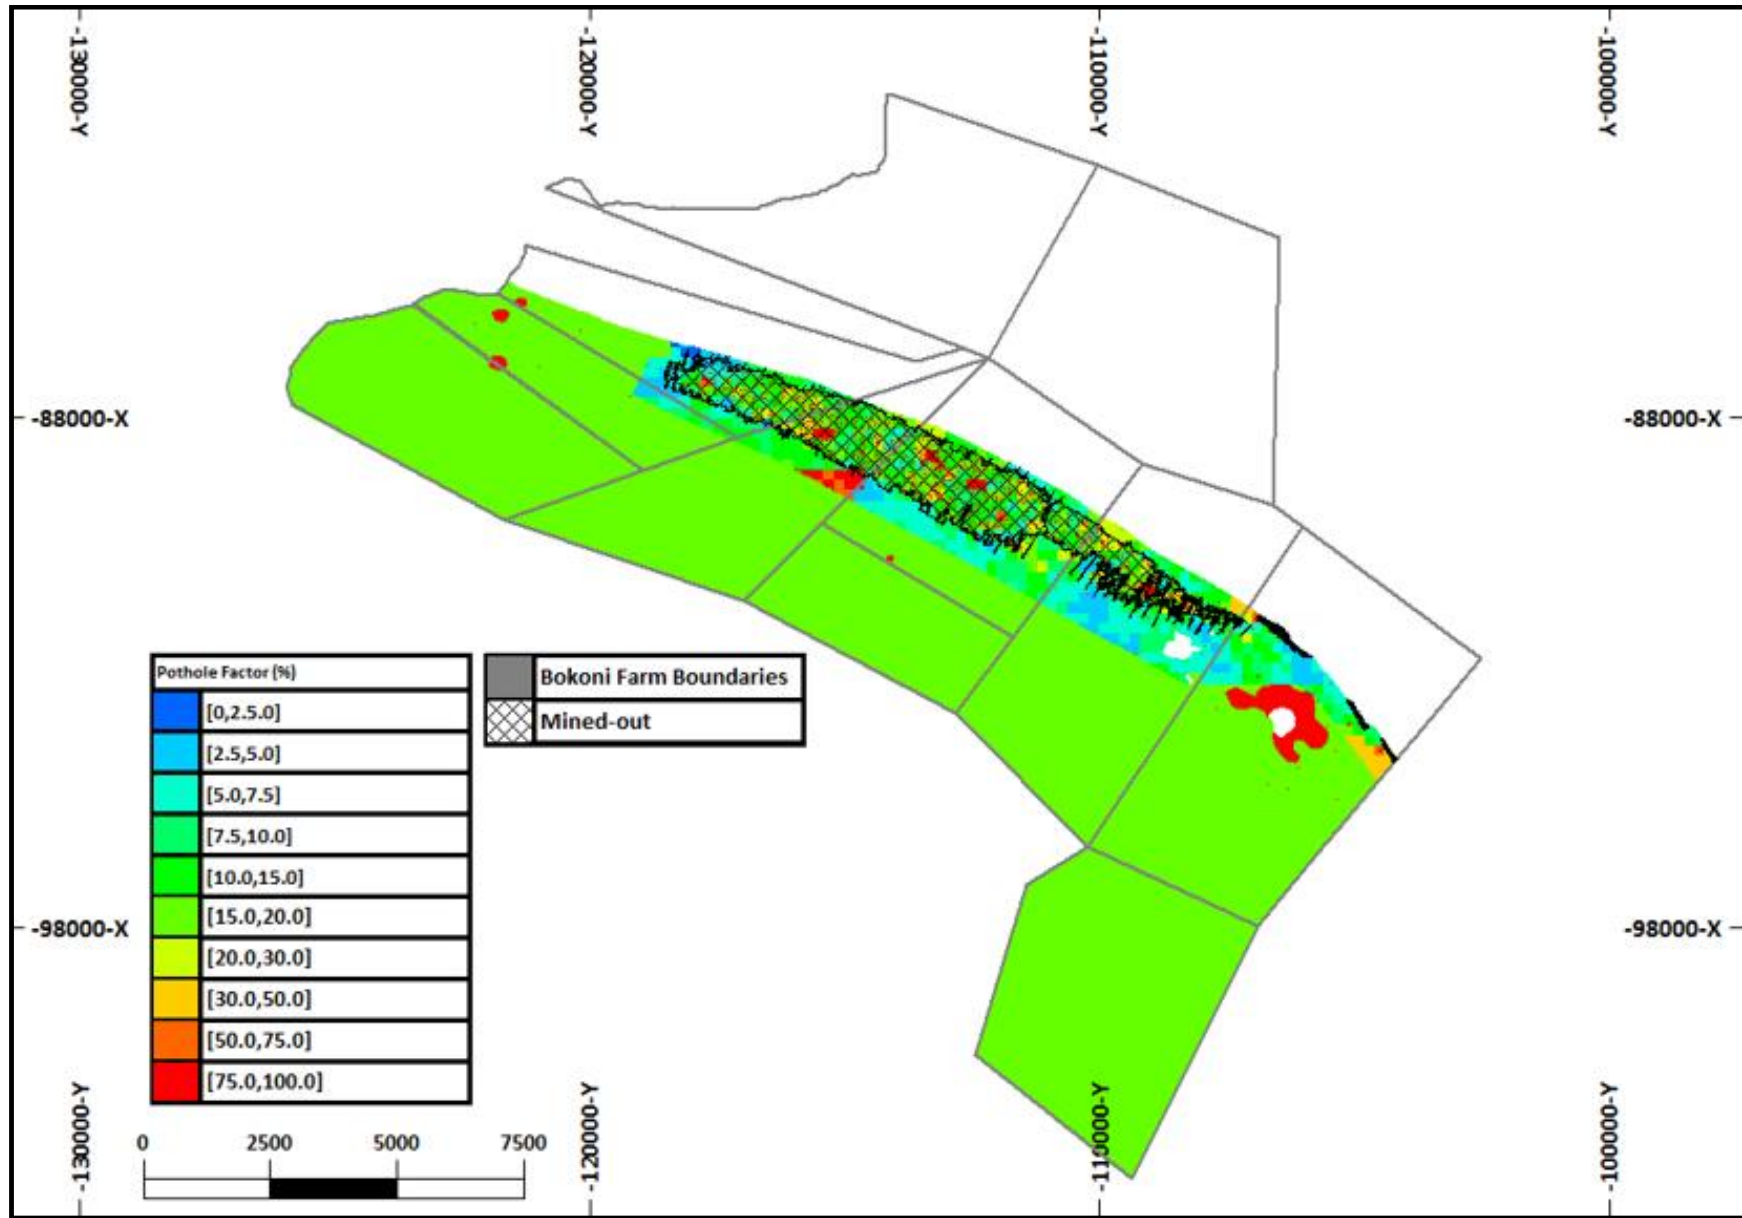 -130000-Y
-120000-Y
-110000-Y
-100000-Y
-88000-X
-88000-X
Pothole Factor (%)
[0,2.5.0]
[2.5,5.0]
[5.0,7.5]
[7.5,10.0]
[10.0,15.0]
[15.0,20.0]
[20.0,30.0]
[30.0,50.0]
[50.0,75.0]
[75.0,100.0]
Bokoni Farm Boundaries
Mined-out
-98000-X
-98000-X
0 2500 5000 7500
-130000-Y
-120000-Y
-110000-Y
-100000-Y